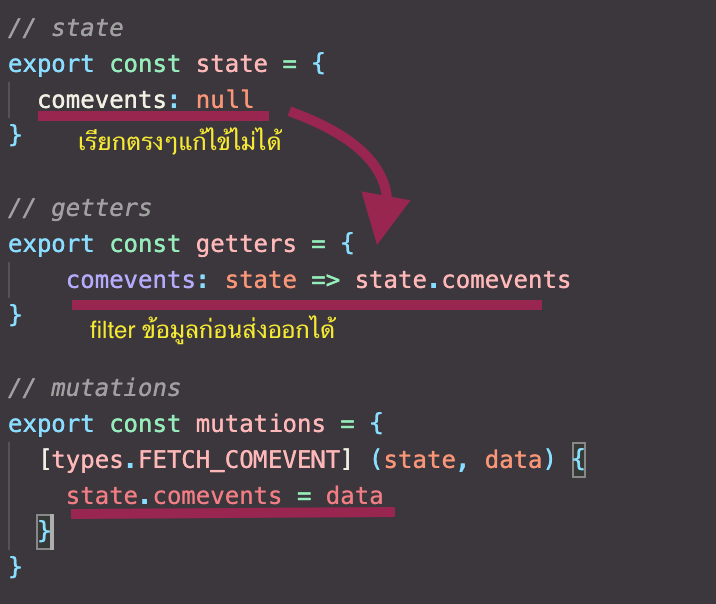 // state
export const state = {
comevents: null
}
เรียกตรงๆแก้ไข้ไม่ได้
// getters
export const getters = {
comevents: state => state.comevents
}
filter ข้อมูลก่อนส่งออกได้
// mutations
export const mutations = {
[types.FETCH_COMEVENT] (state, data) {
state.comevents = data
}
}